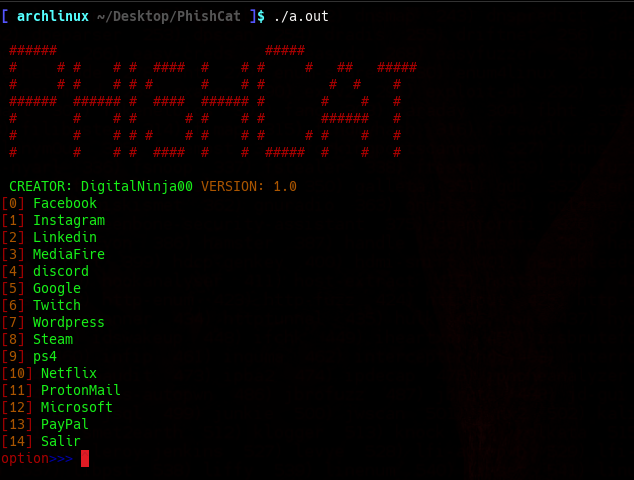 [ archlinux ~/Desktop/PhishCat ]$ ./a.out
PHISHCAT
CREATOR: DigitalNinja00 VERSION: 1.0
[0] Facebook
[1] Instagram
[2] Linkedin
[3] MediaFire
[4] discord
[5] Google
[6] Twitch
[7] Wordpress
[8] Steam
[9] ps4
[10] Netflix
[11] ProtonMail
[12] Microsoft
[13] PayPal
[14] Salir
option>>>